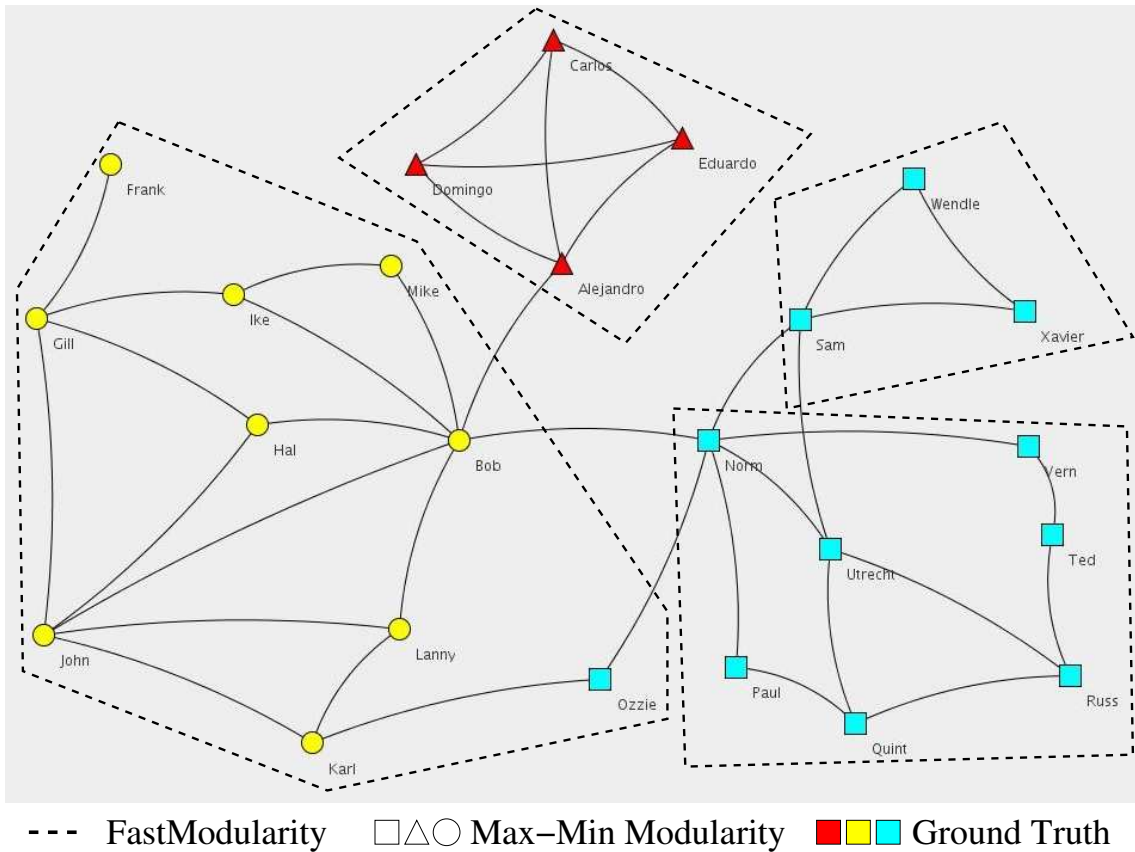 Carlos
Eduardo
Domingo
Frank
Wendle
Mike
Alejandro
Ike
Gill
Sam
Xavier
Hal
Bob
Norm
Vern
Utrecht
Ted
John
Lanny
Paul
Ozzie
Russ
Quint
Karl
FastModularity Max−Min Modularity Ground Truth